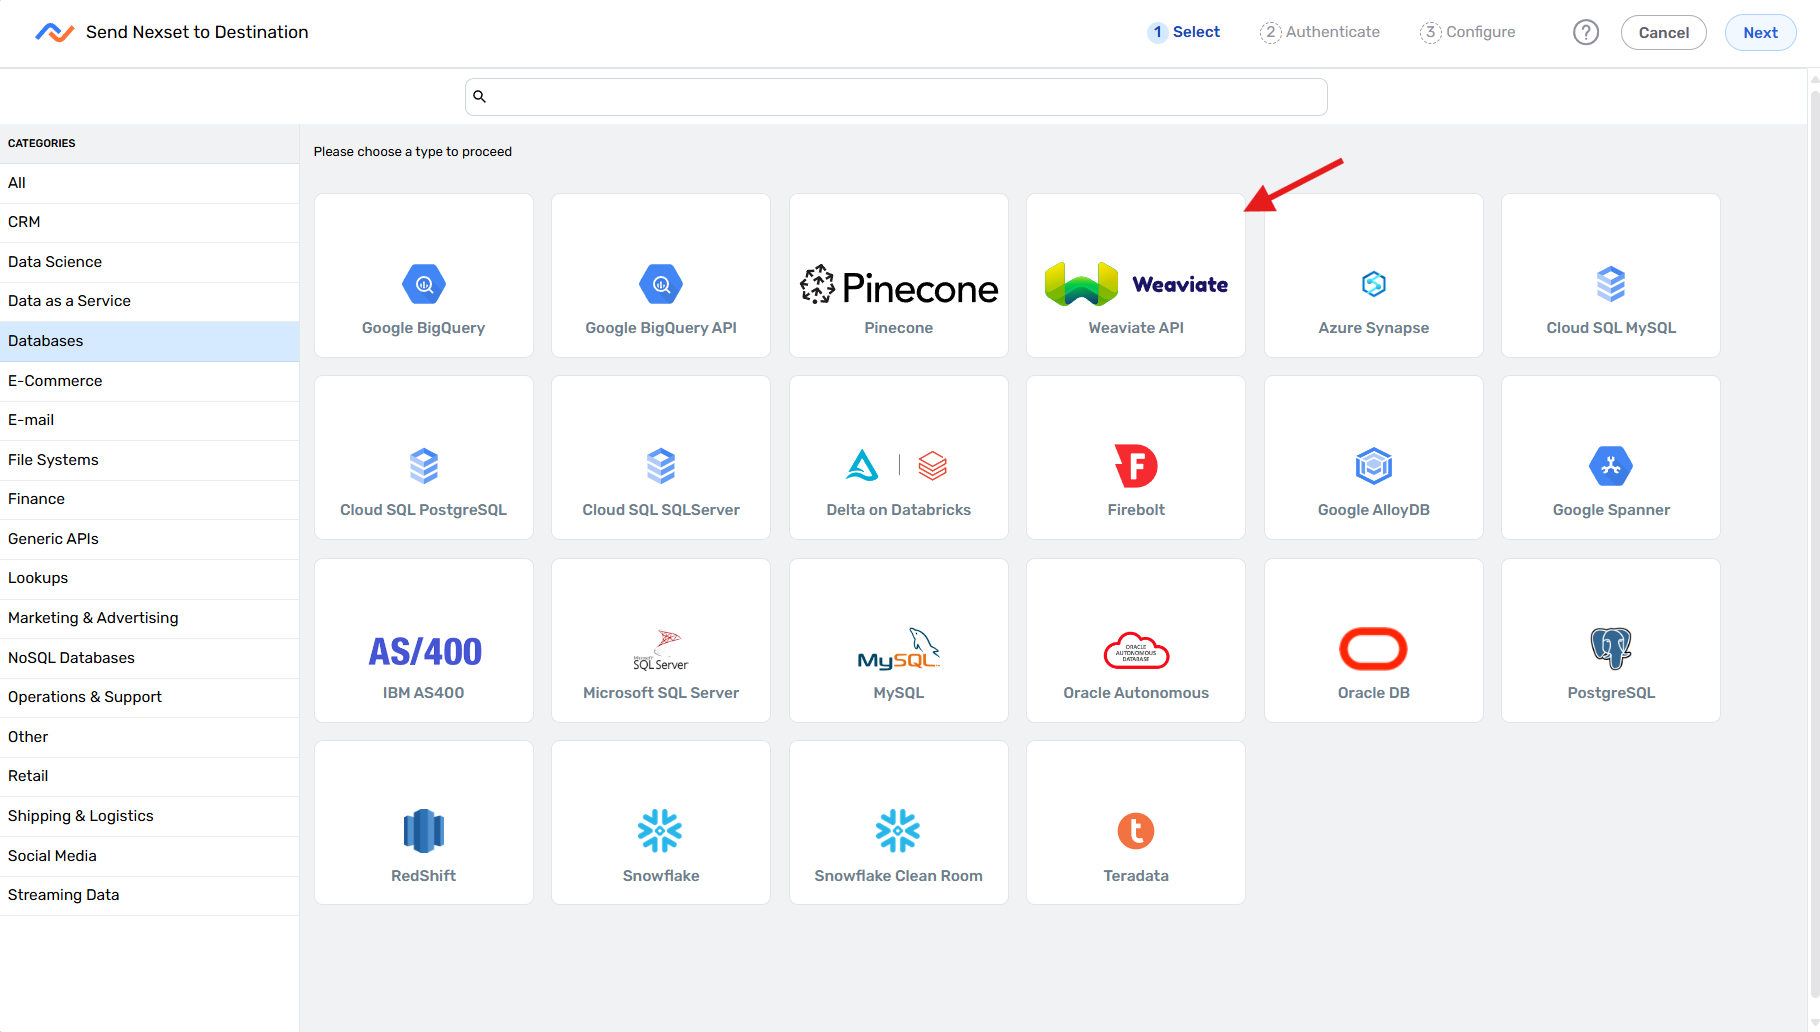 Send Nexset to Destination
1 Select
2 Authenticate
3 Configure
?
Cancel
Next
CATEGORIES
All
CRM
Data Science
Data as a Service
Databases
E-Commerce
E-mail
File Systems
Finance
Generic APIs
Lookups
Marketing & Advertising
NoSQL Databases
Operations & Support
Other
Retail
Shipping & Logistics
Social Media
Streaming Data
Please choose a type to proceed
Google BigQuery
Google BigQuery API
Pinecone
Pinecone
Weaviate
Weaviate API
Azure Synapse
Cloud SQL MySQL
Cloud SQL PostgreSQL
Cloud SQL SQLServer
Delta on Databricks
F
Firebolt
Google AlloyDB
Google Spanner
AS/400
IBM AS400
Microsoft
SQL Server
Microsoft SQL Server
MySQL
MySQL
ORACLE
AUTONOMOUS
DATABASE
Oracle Autonomous
Oracle DB
PostgreSQL
RedShift
Snowflake
Snowflake Clean Room
t
Teradata